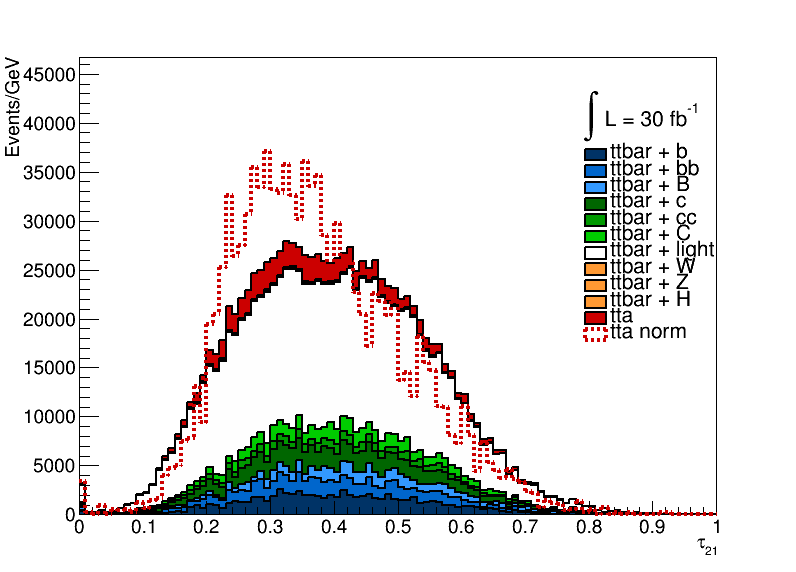 Events/GeV
45000
40000
35000
30000
25000
20000
15000
10000
5000
0
∫ L = 30 fb⁻¹
ttbar + b
ttbar + bb
ttbar + B
ttbar + c
ttbar + cc
ttbar + C
ttbar + light
ttbar + W
ttbar + Z
ttbar + H
tta
tta norm
0 0.1 0.2 0.3 0.4 0.5 0.6 0.7 0.8 0.9 1
τ₂₁